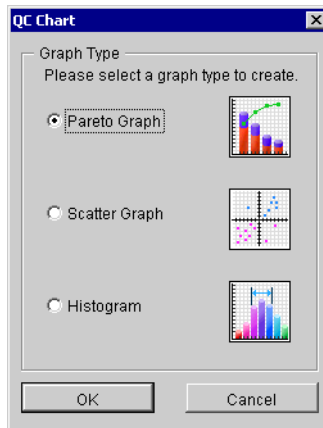 QC Chart
Graph Type
Please select a graph type to create.
Pareto Graph
Scatter Graph
Histogram
OK
Cancel